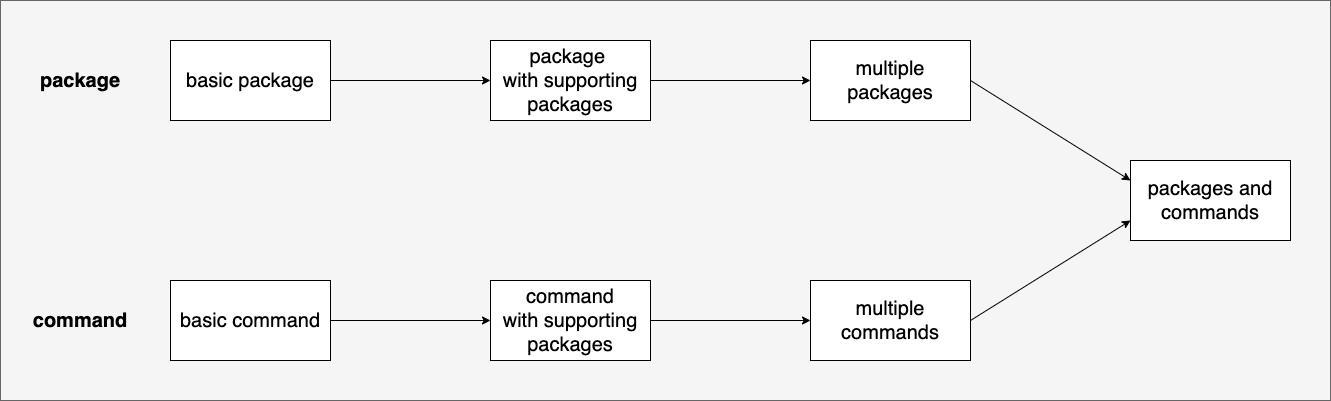 package
basic package
package
with supporting
packages
multiple
packages
packages and
commands
command
basic command
command
with supporting
packages
multiple
commands